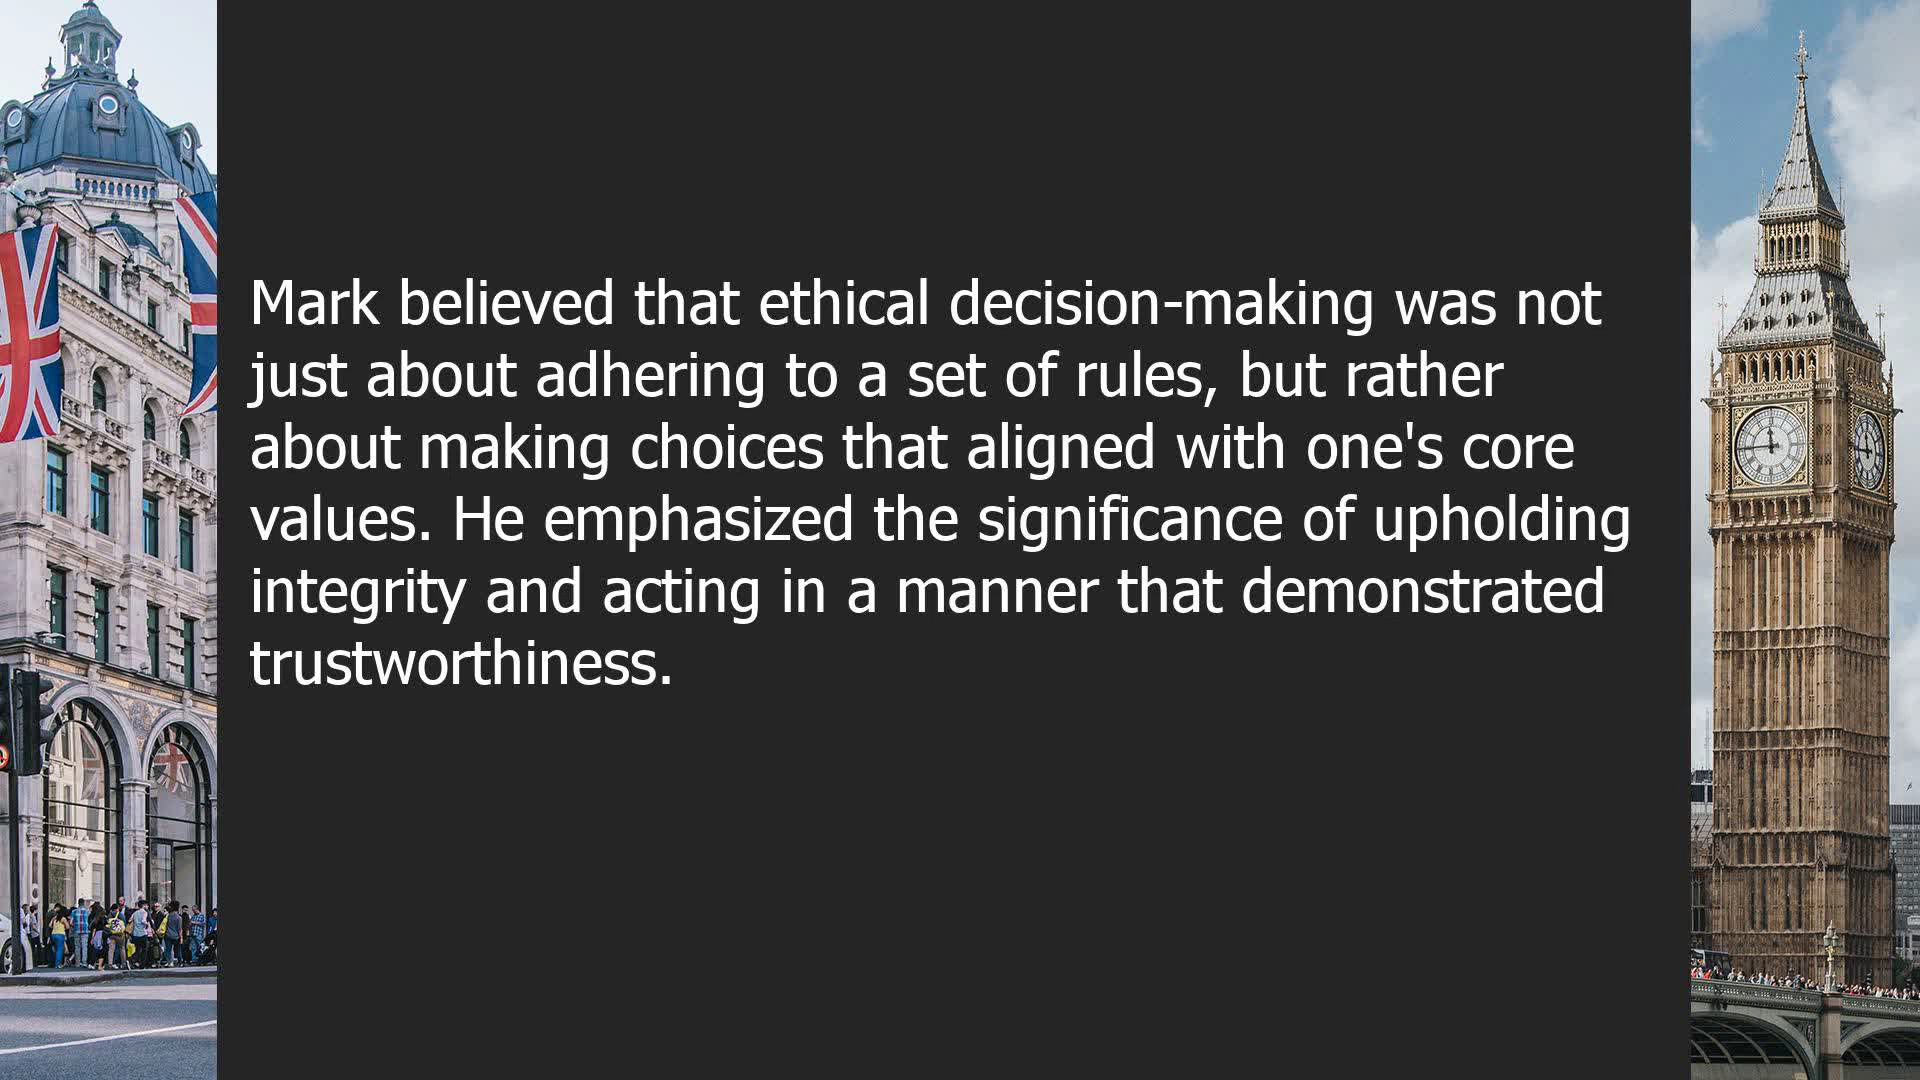 Mark believed that ethical decision-making was not
just about adhering to a set of rules, but rather
about making choices that aligned with one's core
values. He emphasized the significance of upholding
integrity and acting in a manner that demonstrated
trustworthiness.